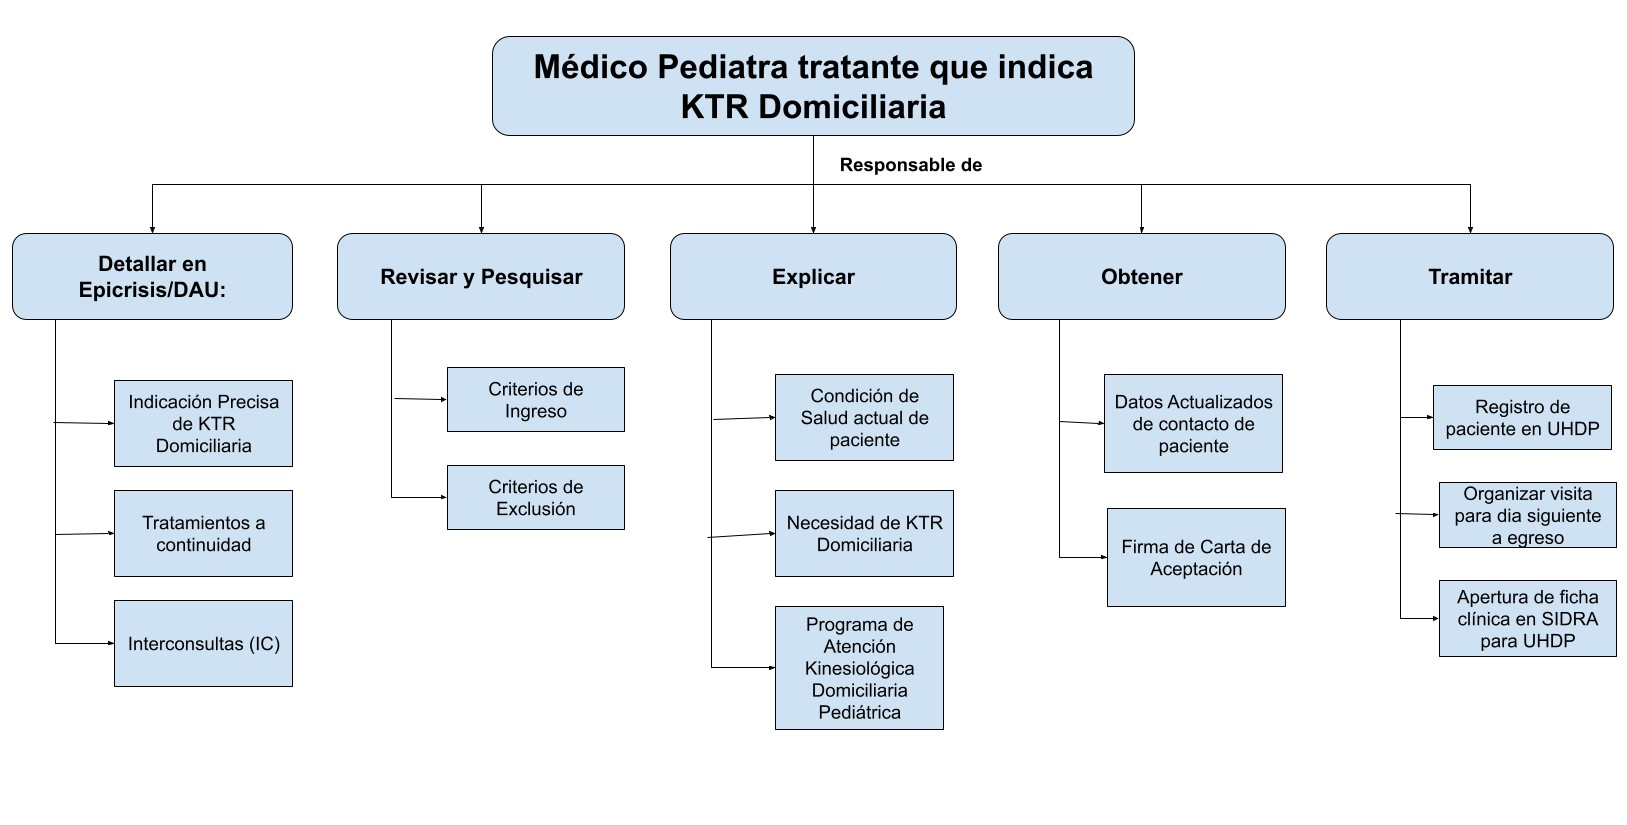 Médico Pediatra tratante que indica
KTR Domiciliaria
Responsable de
Detallar en
Epicrisis/DAU:
Indicación Precisa
de KTR
Domiciliaria
Tratamientos a
continuidad
Interconsultas (IC)
Revisar y Pesquisar
Criterios de
Ingreso
Criterios de
Exclusión
Explicar
Condición de
Salud actual de
paciente
Necesidad de KTR
Domiciliaria
Programa de
Atención
Kinesiológica
Domiciliaria
Pediátrica
Obtener
Datos Actualizados
de contacto de
paciente
Firma de Carta de
Aceptación
Tramitar
Registro de
paciente en UHDP
Organizar visita
para dia siguiente
a egreso
Apertura de ficha
clínica en SIDRA
para UHDP